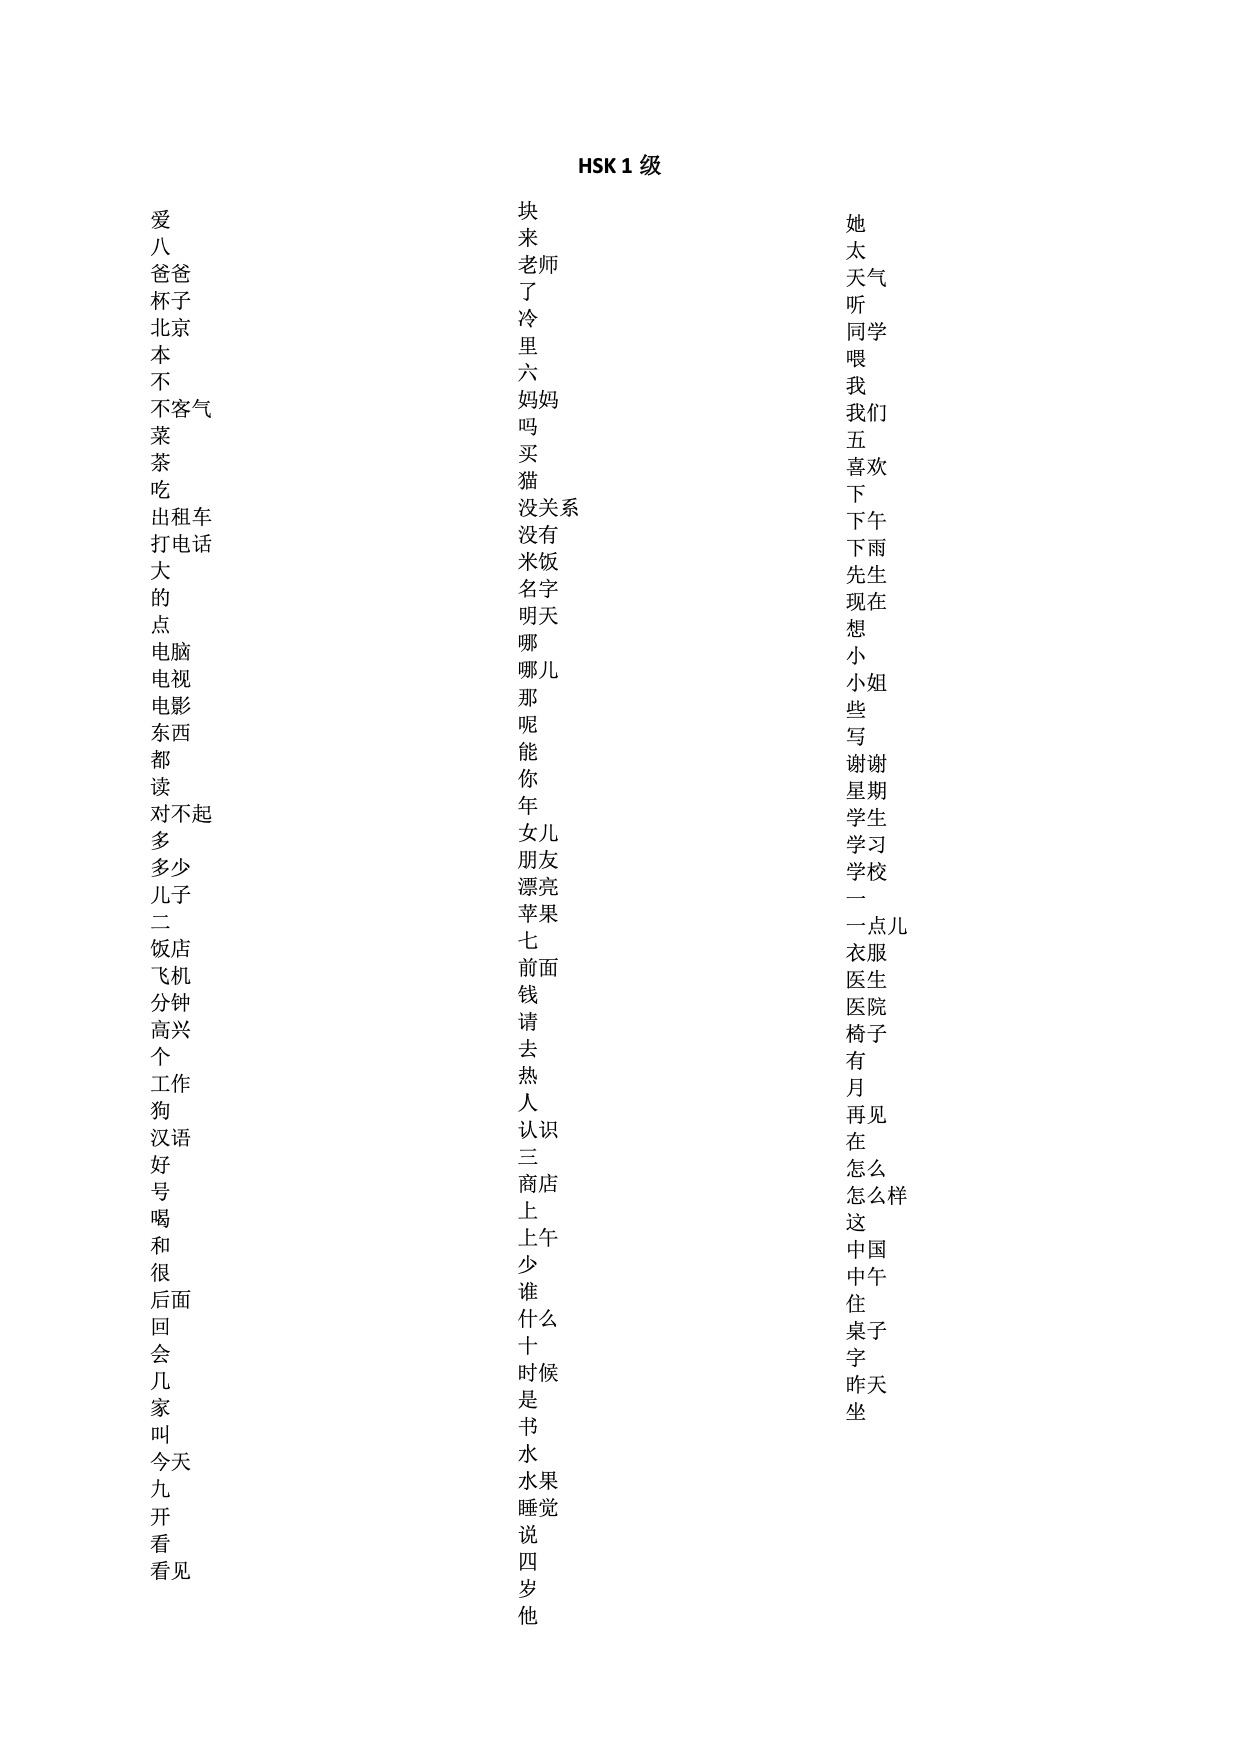 HSK 1 级
爱
八
爸爸
杯子
北京
本
不
不客气
菜
茶
吃
出租车
打电话
大
的
点
电脑
电视
电影
东西
都
读
对不起
多
多少
儿子
二
饭店
飞机
分钟
高兴
个
工作
狗
汉语
好
号
喝
和
很
后面
回
会
几
家
叫
今天
九
开
看
看见
块
来
老师
了
冷
里
六
妈妈
吗
买
猫
没关系
没有
米饭
名字
明天
哪
哪儿
那
呢
能
你
年
女儿
朋友
漂亮
苹果
七
前面
钱
请
去
热
人
认识
三
商店
上
上午
少
谁
什么
十
时候
是
书
水
水果
睡觉
说
四
岁
他
她
太
天气
听
同学
喂
我
我们
五
喜欢
下
下午
下雨
先生
现在
想
小
小姐
些
写
谢谢
星期
学生
学习
学校
一
一点儿
衣服
医生
医院
椅子
有
月
再见
在
怎么
怎么样
这
中国
中午
住
桌子
字
昨天
坐